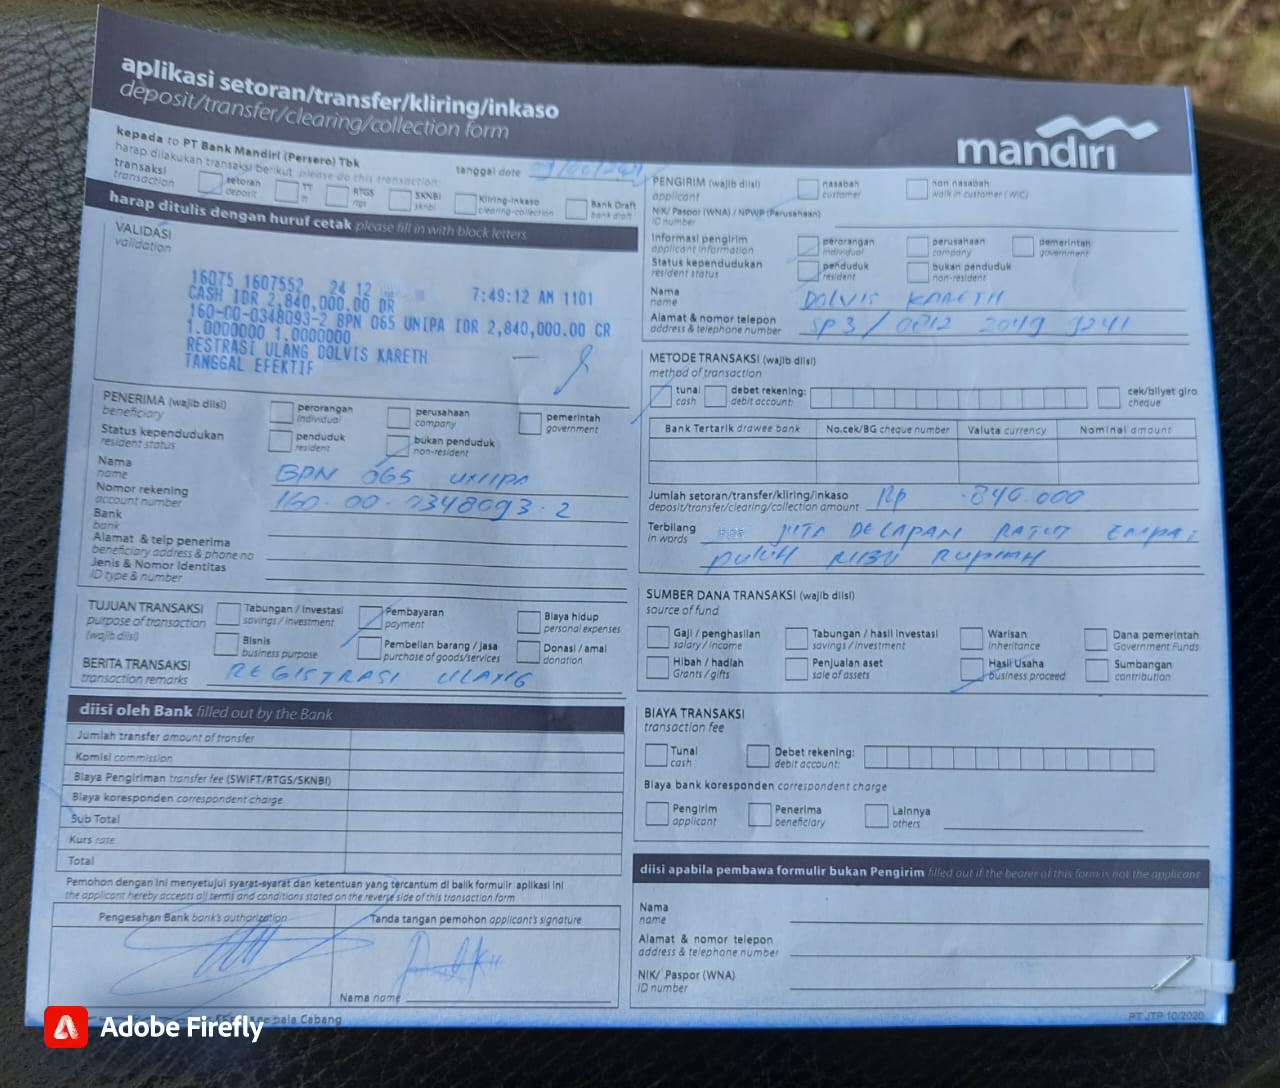 aplikasi setoran/transfer/kliring/inkaso
deposit/transfer/clearing/collection form
mandiri
kepada to PT Bank Mandiri (Persero) Tbk
harap dilakukan transaksi berikut please do this transaction:
tanggal date
transaksi
transaction
setoran
deposit
TT
tt
RTGS
rtgs
SKNBI
sknbi
Kliring-inkaso
clearing-collection
Bank Draft
bank draft
harap ditulis dengan huruf cetak please fill in with block letters
VALIDASI
validation
16075 1607552 24 12 7:49:12 AM 1101
CASH IDR 2,840,000.00 DR
160-00-0348093-2 BPN 065 UNIPA IDR 2,840,000.00 CR
1.0000000 1.0000000
RESTRASI ULANG DOLVIS KARETH
TANGGAL EFEKTIF
PENERIMA (wajib diisi)
beneficiary
perorangan
individual
perusahaan
company
pemerintah
government
Status kependudukan
resident status
penduduk
resident
bukan penduduk
non-resident
Nama
name
BPN 065 UNIPA
Nomor rekening
account number
160-00-0348093-2
Bank
bank
Alamat & telp penerima
beneficiary address & phone no
Jenis & Nomor Identitas
ID type & number
TUJUAN TRANSAKSI
purpose of transaction
(wajib diisi)
Tabungan / Investasi
savings / investment
Pembayaran
payment
Biaya hidup
personal expenses
Bisnis
business purpose
Pembelian barang / jasa
purchase of goods/services
Donasi / amal
donation
BERITA TRANSAKSI
transaction remarks
REGISTRASI ULANG
diisi oleh Bank filled out by the Bank
Jumlah transfer amount of transfer
Komisi commission
Biaya Pengiriman transfer fee (SWIFT/RTGS/SKNBI)
Biaya koresponden correspondent charge
Sub Total
Kurs rate
Total
Pemohon dengan ini menyetujui syarat-syarat dan ketentuan yang tercantum di balik formulir aplikasi ini
the applicant hereby accepts all terms and conditions stated on the reverse side of this transaction form
Pengesahan Bank bank's authorization
Tanda tangan pemohon applicant's signature
Nama name
Cabang
PENGIRIM (wajib diisi)
applicant
nasabah
customer
non nasabah
walk in customer (WIC)
NIK/ Paspor (WNA) / NPWP (Perusahaan)
ID number
Informasi pengirim
applicant information
perorangan
individual
perusahaan
company
pemerintah
government
Status kependudukan
resident status
penduduk
resident
bukan penduduk
non-resident
Nama
name
DOLVIS KARETH
Alamat & nomor telepon
address & telephone number
SP 3 / 0812 2049 9241
METODE TRANSAKSI (wajib diisi)
method of transaction
tunai
cash
debet rekening:
debit account:
cek/bilyet giro
cheque
Bank Tertarik drawee bank
No.cek/BG cheque number
Valuta currency
Nominal amount
Jumlah setoran/transfer/kliring/inkaso
deposit/transfer/clearing/collection amount
Rp .840.000
Terbilang
in words
JUTA DELAPAN RATUS EMPAT
PULUH RIBU RUPIAH
SUMBER DANA TRANSAKSI (wajib diisi)
source of fund
Gaji / penghasilan
salary / income
Tabungan / hasil investasi
savings / investment
Warisan
inheritance
Dana pemerintah
Government Funds
Hibah / hadiah
Grants / gifts
Penjualan aset
sale of assets
Hasil Usaha
business proceed
Sumbangan
contribution
BIAYA TRANSAKSI
transaction fee
Tunai
cash
Debet rekening:
debit account:
Biaya bank koresponden correspondent charge
Pengirim
applicant
Penerima
beneficiary
Lainnya
others
diisi apabila pembawa formulir bukan Pengirim filled out if the bearer of this form is not the applicant
Nama
name
Alamat & nomor telepon
address & telephone number
NIK/ Paspor (WNA)
ID number
PT JTP 10/2020
Adobe Firefly